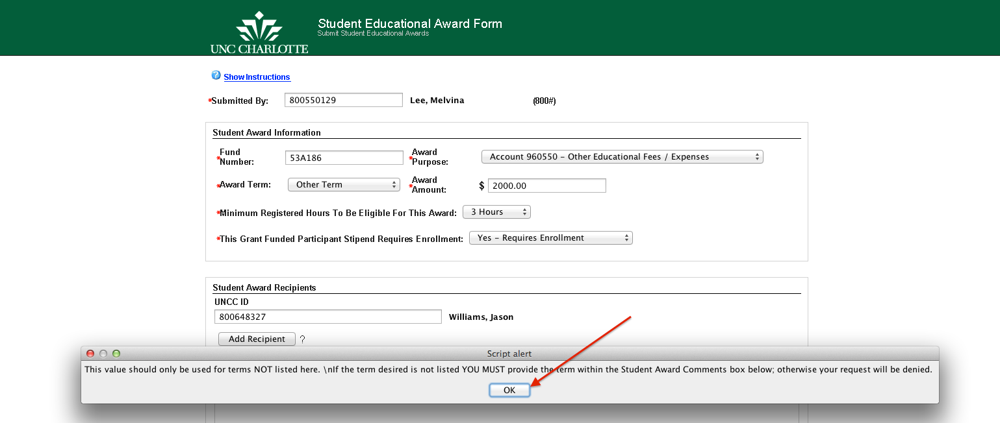 Student Educational Award Form
Submit Student Educational Awards
UNC CHARLOTTE
? Show Instructions
*Submitted By: 800550129 Lee, Melvina (800#)
Student Award Information
*Fund Number: 53A186 *Award Purpose: Account 960550 - Other Educational Fees / Expenses
*Award Term: Other Term *Award Amount: $ 2000.00
*Minimum Registered Hours To Be Eligible For This Award: 3 Hours
*This Grant Funded Participant Stipend Requires Enrollment: Yes - Requires Enrollment
Student Award Recipients
UNCC ID
800648327 Williams, Jason
Add Recipient ?
Script alert
This value should only be used for terms NOT listed here. \nIf the term desired is not listed YOU MUST provide the term within the Student Award Comments box below; otherwise your request will be denied.
OK